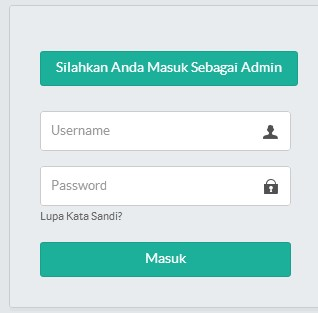 Silahkan Anda Masuk Sebagai Admin
Username
Password
Lupa Kata Sandi?
Masuk